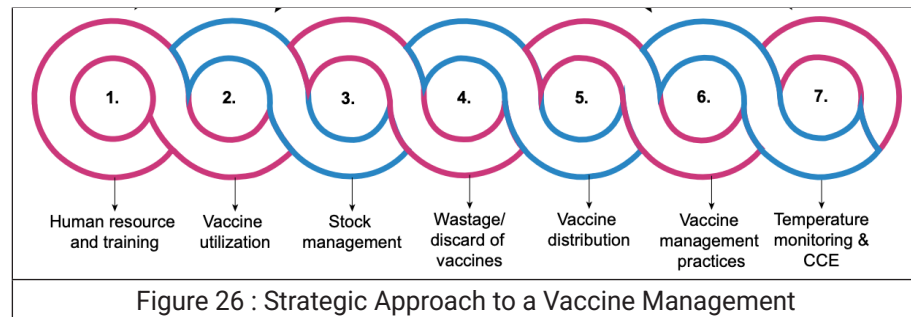 1.
2.
3.
4.
5.
6.
7.
Human resource
and training
Vaccine
utilization
Stock
management
Wastage/
discard of
vaccines
Vaccine
distribution
Vaccine
management
practices
Temperature
monitoring &
CCE
Figure 26 : Strategic Approach to a Vaccine Management